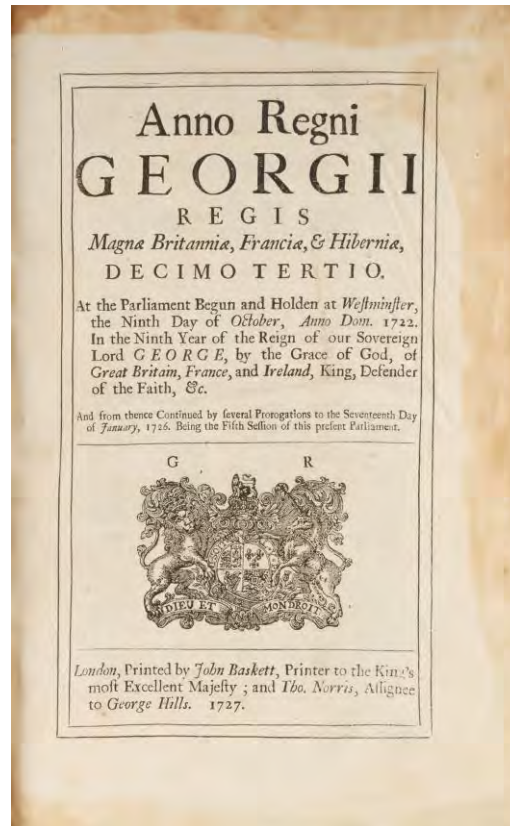 Anno Regni
GEORGII
REGIS
Magnæ Britanniæ, Franciæ, & Hiberniæ,
DECIMO TERTIO.
At the Parliament Begun and Holden at Weſtminſter,
the Ninth Day of October, Anno Dom. 1722.
In the Ninth Year of the Reign of our Sovereign
Lord GEORGE, by the Grace of God, of
Great Britain, France, and Ireland, King, Defender
of the Faith, &c.
And from thence Continued by ſeveral Prorogations to the Seventeenth Day
of January, 1726. Being the Fifth Seſſion of this preſent Parliament.
G R
DIEU ET MON DROIT
London, Printed by John Baskett, Printer to the King's
moſt Excellent Majeſty ; and Tho. Norris, Aſſignee
to George Hills. 1727.